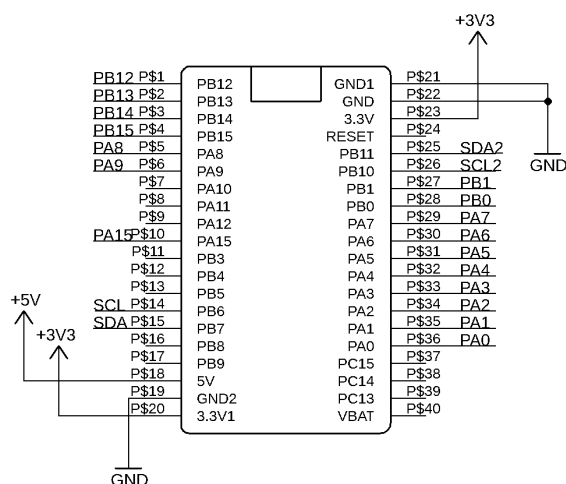 +3V3
PB12 P$1 PB12 GND1 P$21
PB13 P$2 PB13 GND P$22
PB14 P$3 PB14 3.3V P$23
PB15 P$4 PB15 RESET P$24
PA8 P$5 PA8 PB11 P$25 SDA2
PA9 P$6 PA9 PB10 P$26 SCL2
P$7 PA10 PB1 P$27 PB1
P$8 PA11 PB0 P$28 PB0
P$9 PA12 PA7 P$29 PA7
PA15 P$10 PA15 PA6 P$30 PA6
P$11 PB3 PA5 P$31 PA5
P$12 PB4 PA4 P$32 PA4
P$13 PB5 PA3 P$33 PA3
SCL P$14 PB6 PA2 P$34 PA2
SDA P$15 PB7 PA1 P$35 PA1
P$16 PB8 PA0 P$36 PA0
P$17 PB9 PC15 P$37
P$18 5V PC14 P$38
P$19 GND2 PC13 P$39
P$20 3.3V1 VBAT P$40
GND
+5V
+3V3
GND